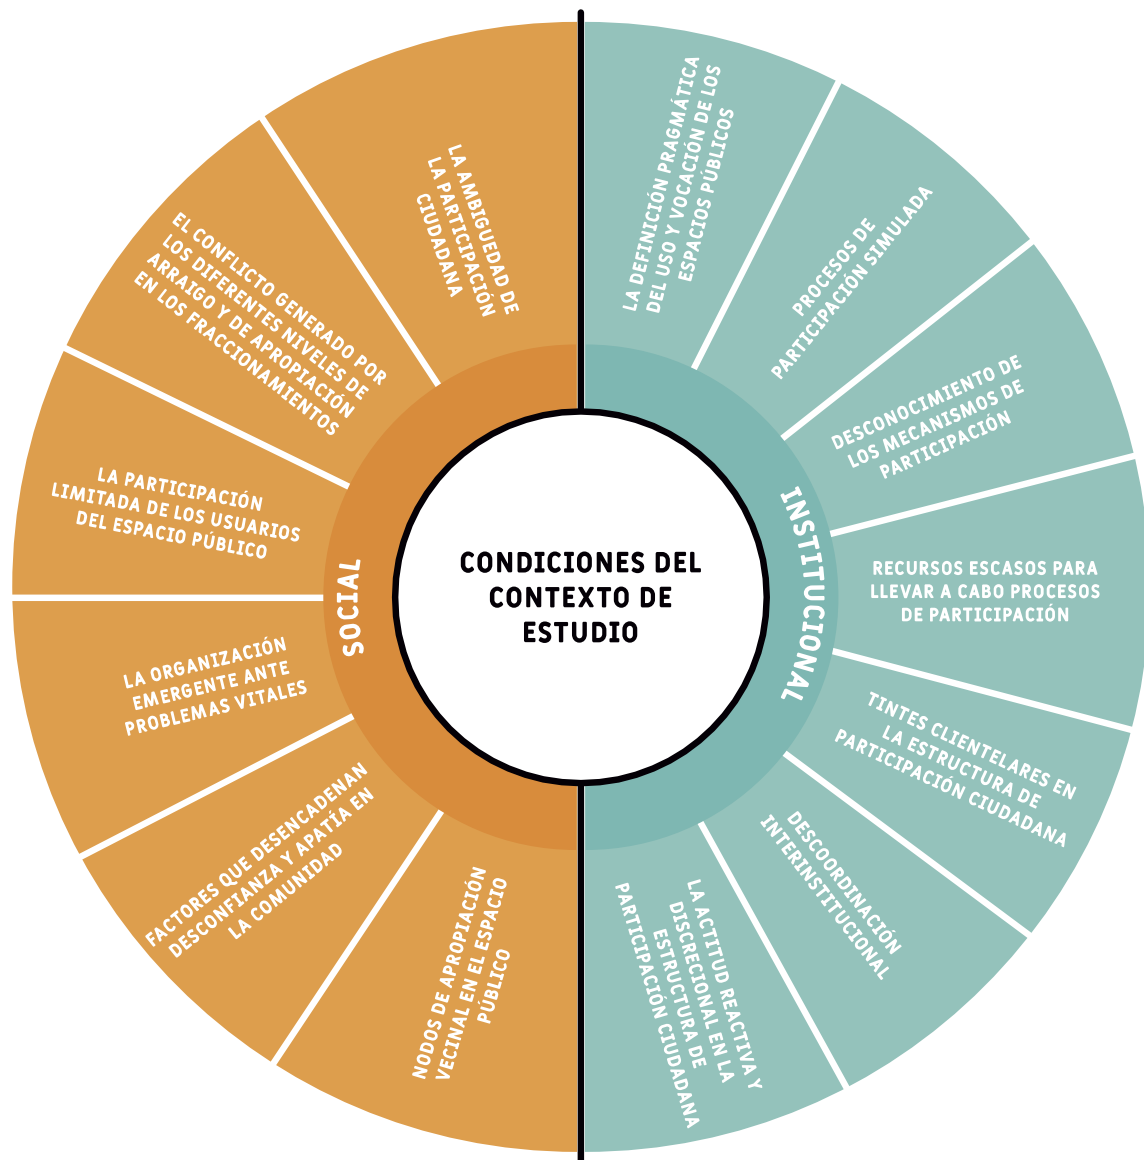 CONDICIONES DEL
CONTEXTO DE
ESTUDIO
SOCIAL
LA AMBIGUEDAD DE
LA PARTICIPACIÓN
CIUDADANA
EL CONFLICTO GENERADO POR
LOS DIFERENTES NIVELES DE
ARRAIGO Y DE APROPIACIÓN
EN LOS FRACCIONAMIENTOS
LA PARTICIPACIÓN
LIMITADA DE LOS USUARIOS
DEL ESPACIO PÚBLICO
LA ORGANIZACIÓN
EMERGENTE ANTE
PROBLEMAS VITALES
FACTORES QUE DESENCADENAN
DESCONFIANZA Y APATÍA EN
LA COMUNIDAD
NODOS DE APROPIACIÓN
VECINAL EN EL ESPACIO
PÚBLICO
INSTITUCIONAL
LA DEFINICIÓN PRAGMÁTICA
DEL USO Y VOCACIÓN DE LOS
ESPACIOS PÚBLICOS
PROCESOS DE
PARTICIPACIÓN SIMULADA
DESCONOCIMIENTO DE
LOS MECANISMOS DE
PARTICIPACIÓN
RECURSOS ESCASOS PARA
LLEVAR A CABO PROCESOS
DE PARTICIPACIÓN
TINTES CLIENTELARES EN
LA ESTRUCTURA DE
PARTICIPACIÓN CIUDADANA
DESCOORDINACIÓN
INTERINSTITUCIONAL
LA ACTITUD REACTIVA Y
DISCRECIONAL EN LA
ESTRUCTURA DE
PARTICIPACIÓN CIUDADANA